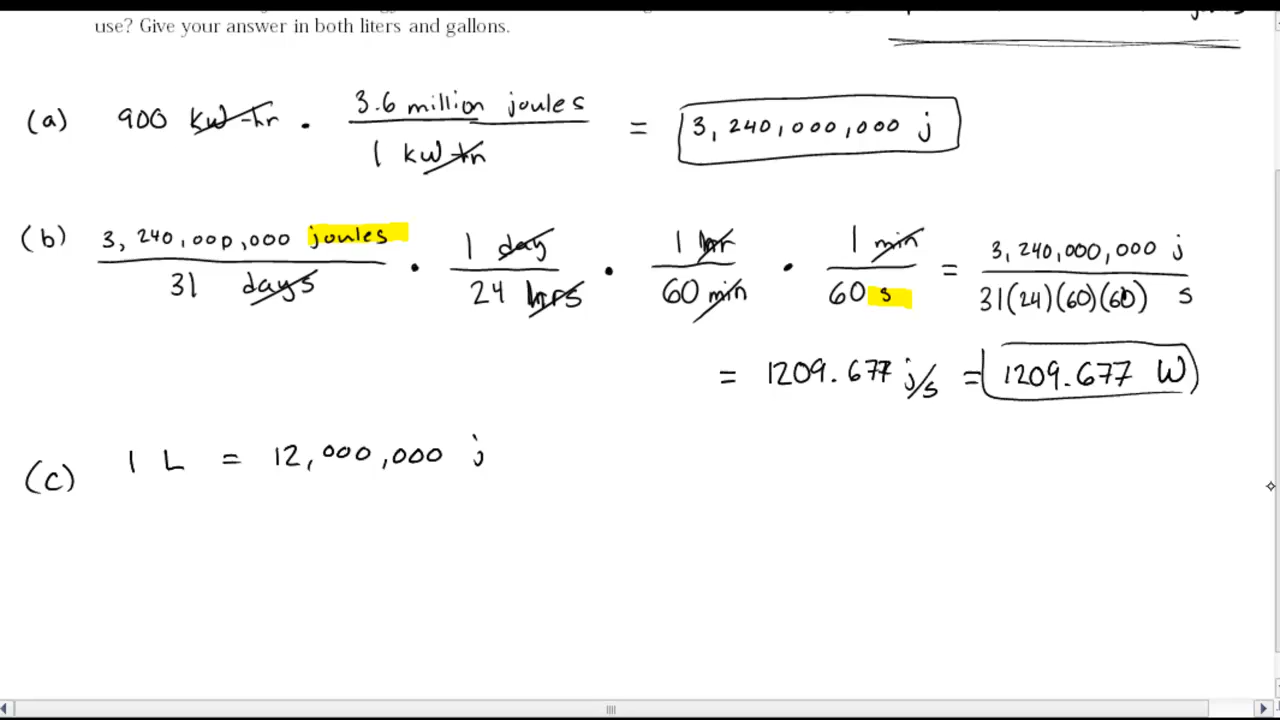 use? Give your answer in both liters and gallons.
(a) 900 kw-hr · 3.6 million joules / 1 kw-hr = 3,240,000,000 j
(b) 3,240,000,000 joules / 31 days · 1 day / 24 hrs · 1 hr / 60 min · 1 min / 60 s = 3,240,000,000 j / 31(24)(60)(60) s
= 1209.677 j/s = 1209.677 W
(c) 1 L = 12,000,000 j